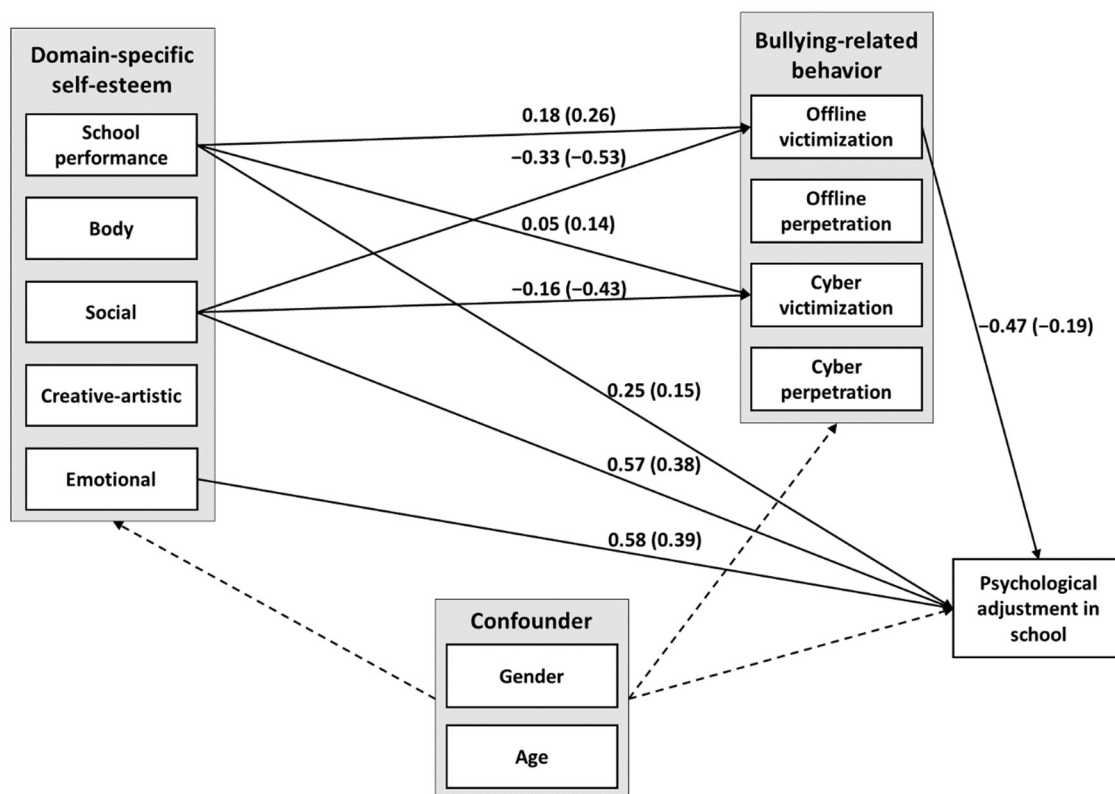 Domain-specific
self-esteem
School
performance
Body
Social
Creative-artistic
Emotional
0.18 (0.26)
−0.33 (−0.53)
0.05 (0.14)
−0.16 (−0.43)
0.25 (0.15)
0.57 (0.38)
0.58 (0.39)
Bullying-related
behavior
Offline
victimization
Offline
perpetration
Cyber
victimization
Cyber
perpetration
−0.47 (−0.19)
Psychological
adjustment in
school
Confounder
Gender
Age